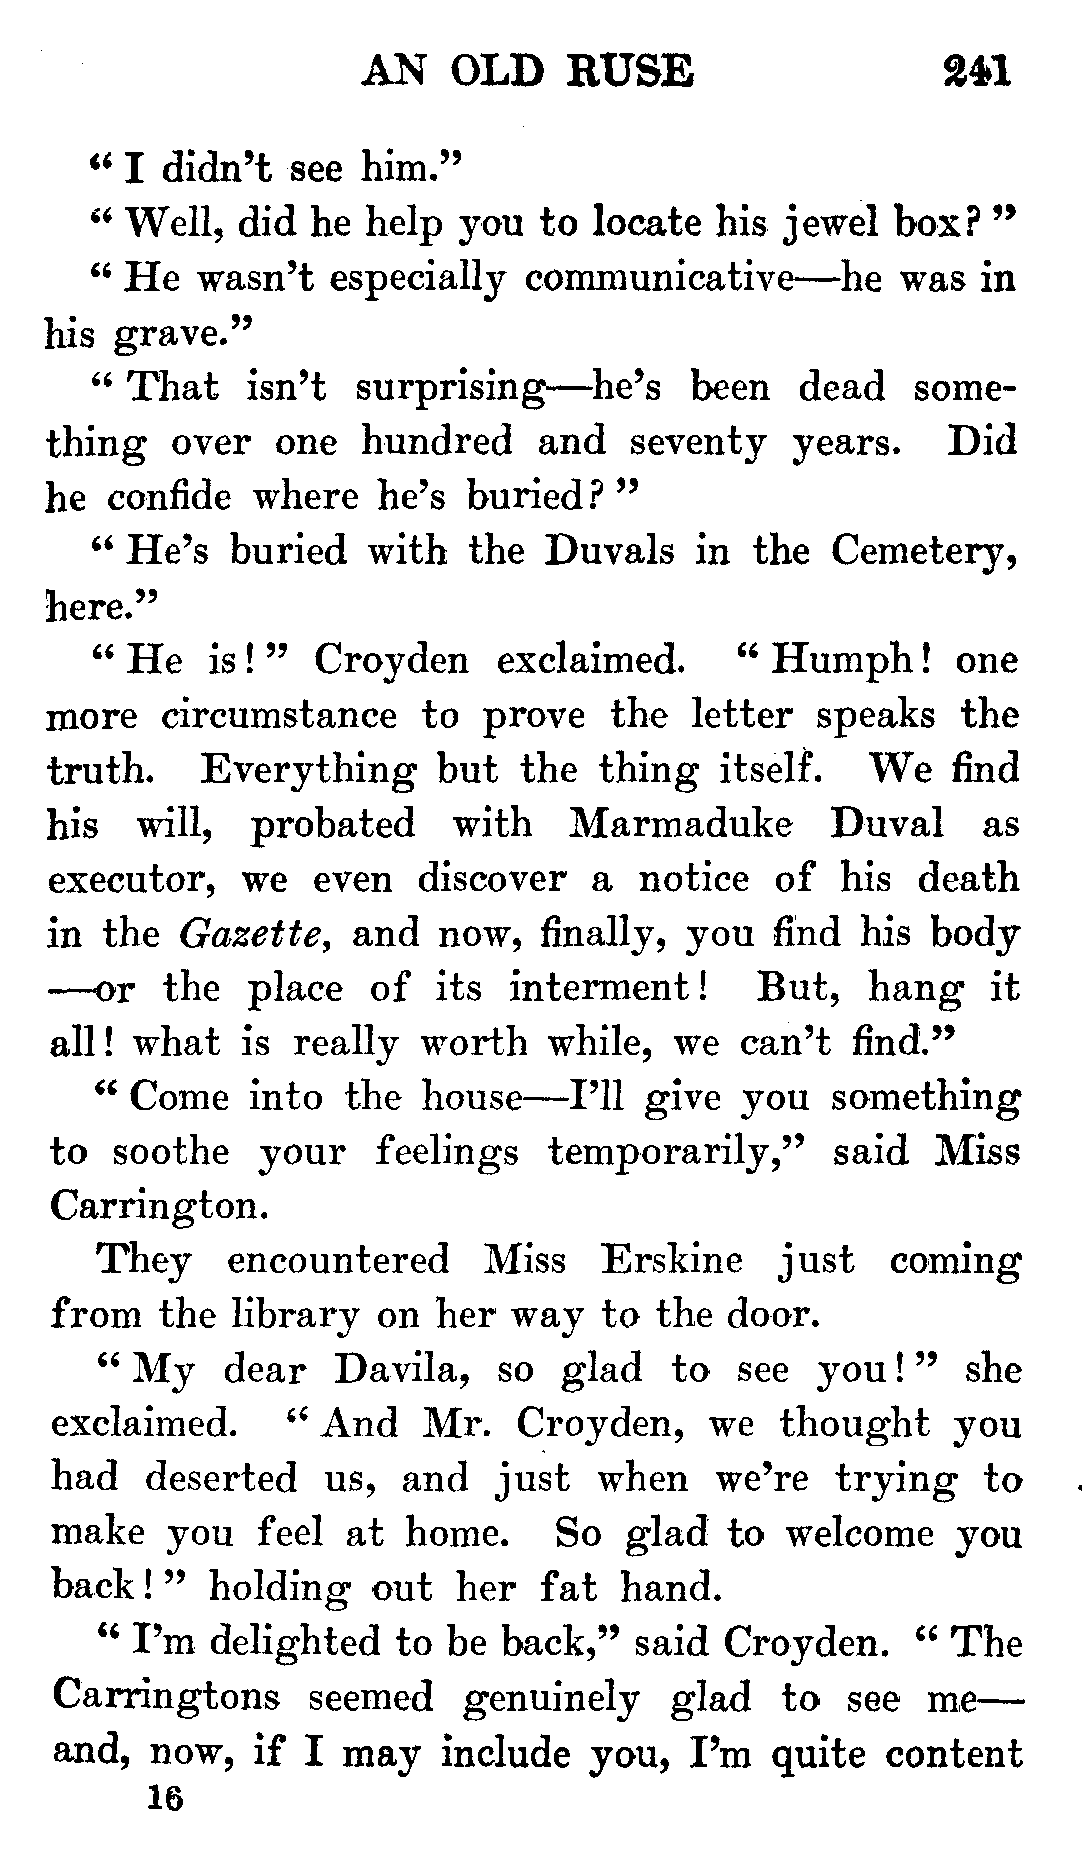 AN OLD RUSE 241
“ I didn’t see him.”
“ Well, did he help you to locate his jewel box? ”
“ He wasn’t especially communicative—he was in
his grave.”
“ That isn’t surprising—he’s been dead some-
thing over one hundred and seventy years. Did
he confide where he’s buried? ”
“ He’s buried with the Duvals in the Cemetery,
here.”
“ He is! ” Croyden exclaimed. “ Humph! one
more circumstance to prove the letter speaks the
truth. Everything but the thing itself. We find
his will, probated with Marmaduke Duval as
executor, we even discover a notice of his death
in the Gazette, and now, finally, you find his body
—or the place of its interment! But, hang it
all! what is really worth while, we can’t find.”
“ Come into the house—I’ll give you something
to soothe your feelings temporarily,” said Miss
Carrington.
They encountered Miss Erskine just coming
from the library on her way to the door.
“ My dear Davila, so glad to see you! ” she
exclaimed. “ And Mr. Croyden, we thought you
had deserted us, and just when we’re trying to
make you feel at home. So glad to welcome you
back! ” holding out her fat hand.
“ I’m delighted to be back,” said Croyden. “ The
Carringtons seemed genuinely glad to see me—
and, now, if I may include you, I’m quite content
16